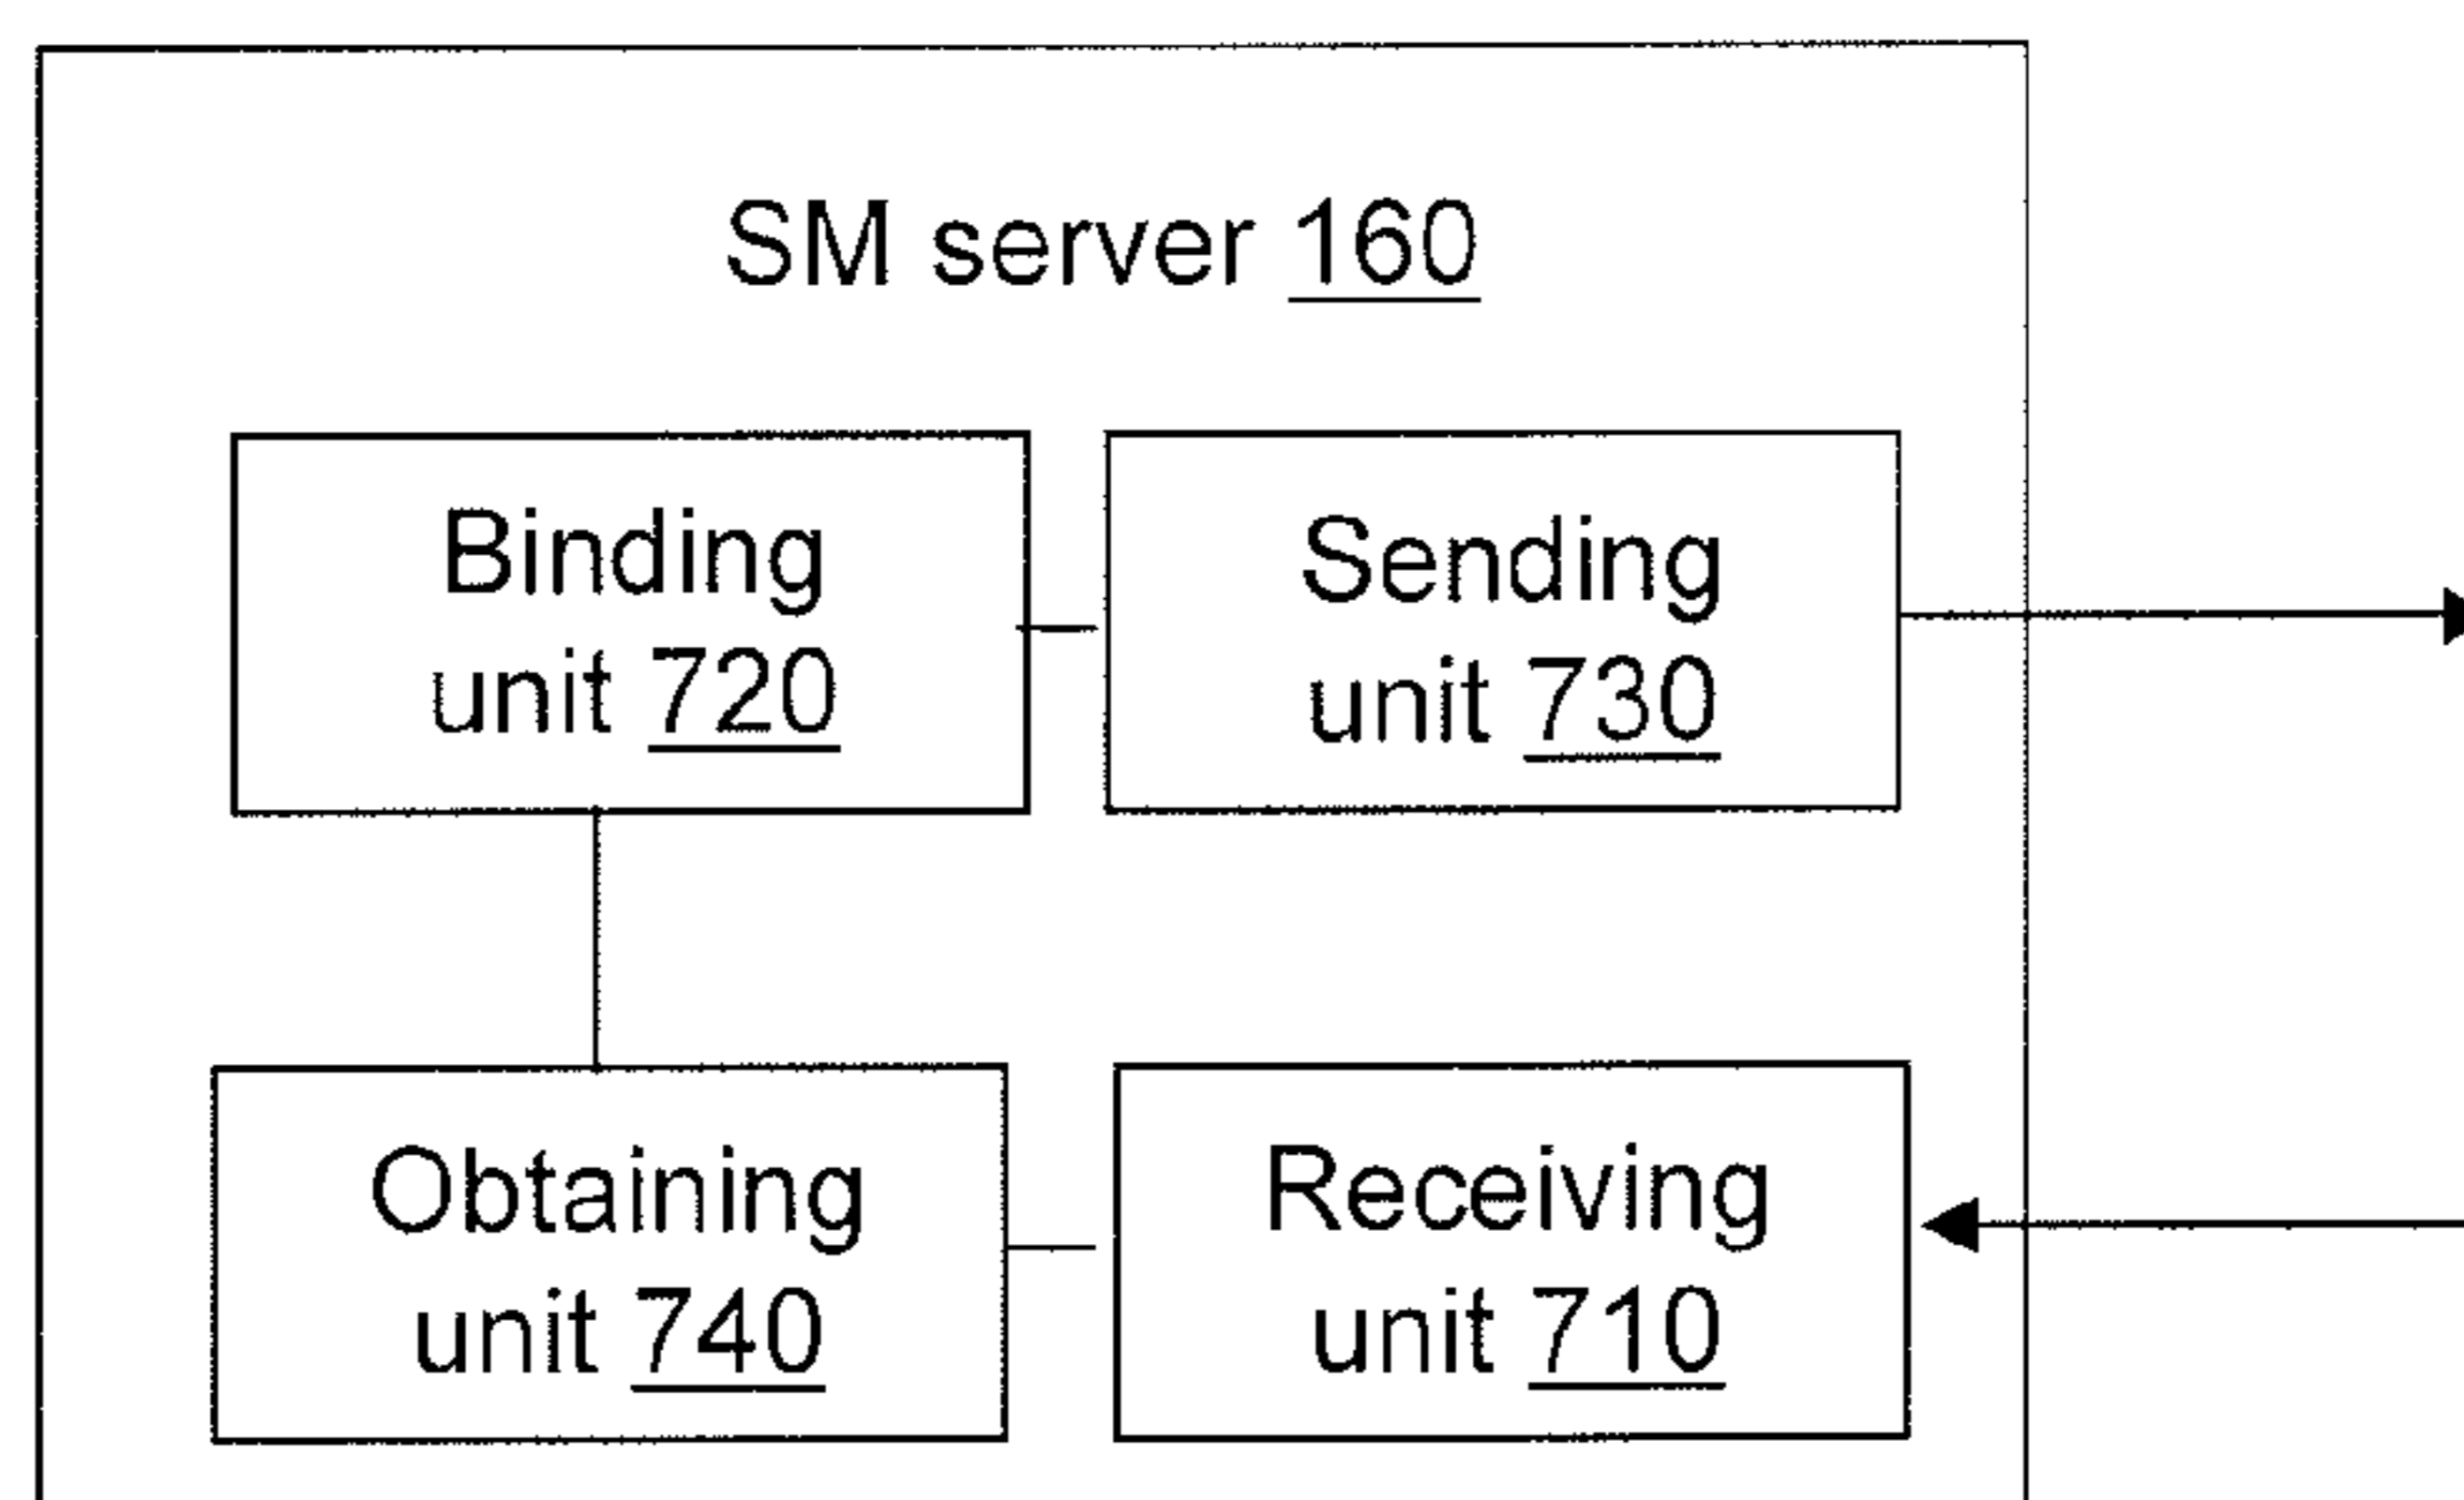 SM server 160
Binding
unit 720
Sending
unit 730
Obtaining
unit 740
Receiving
unit 710